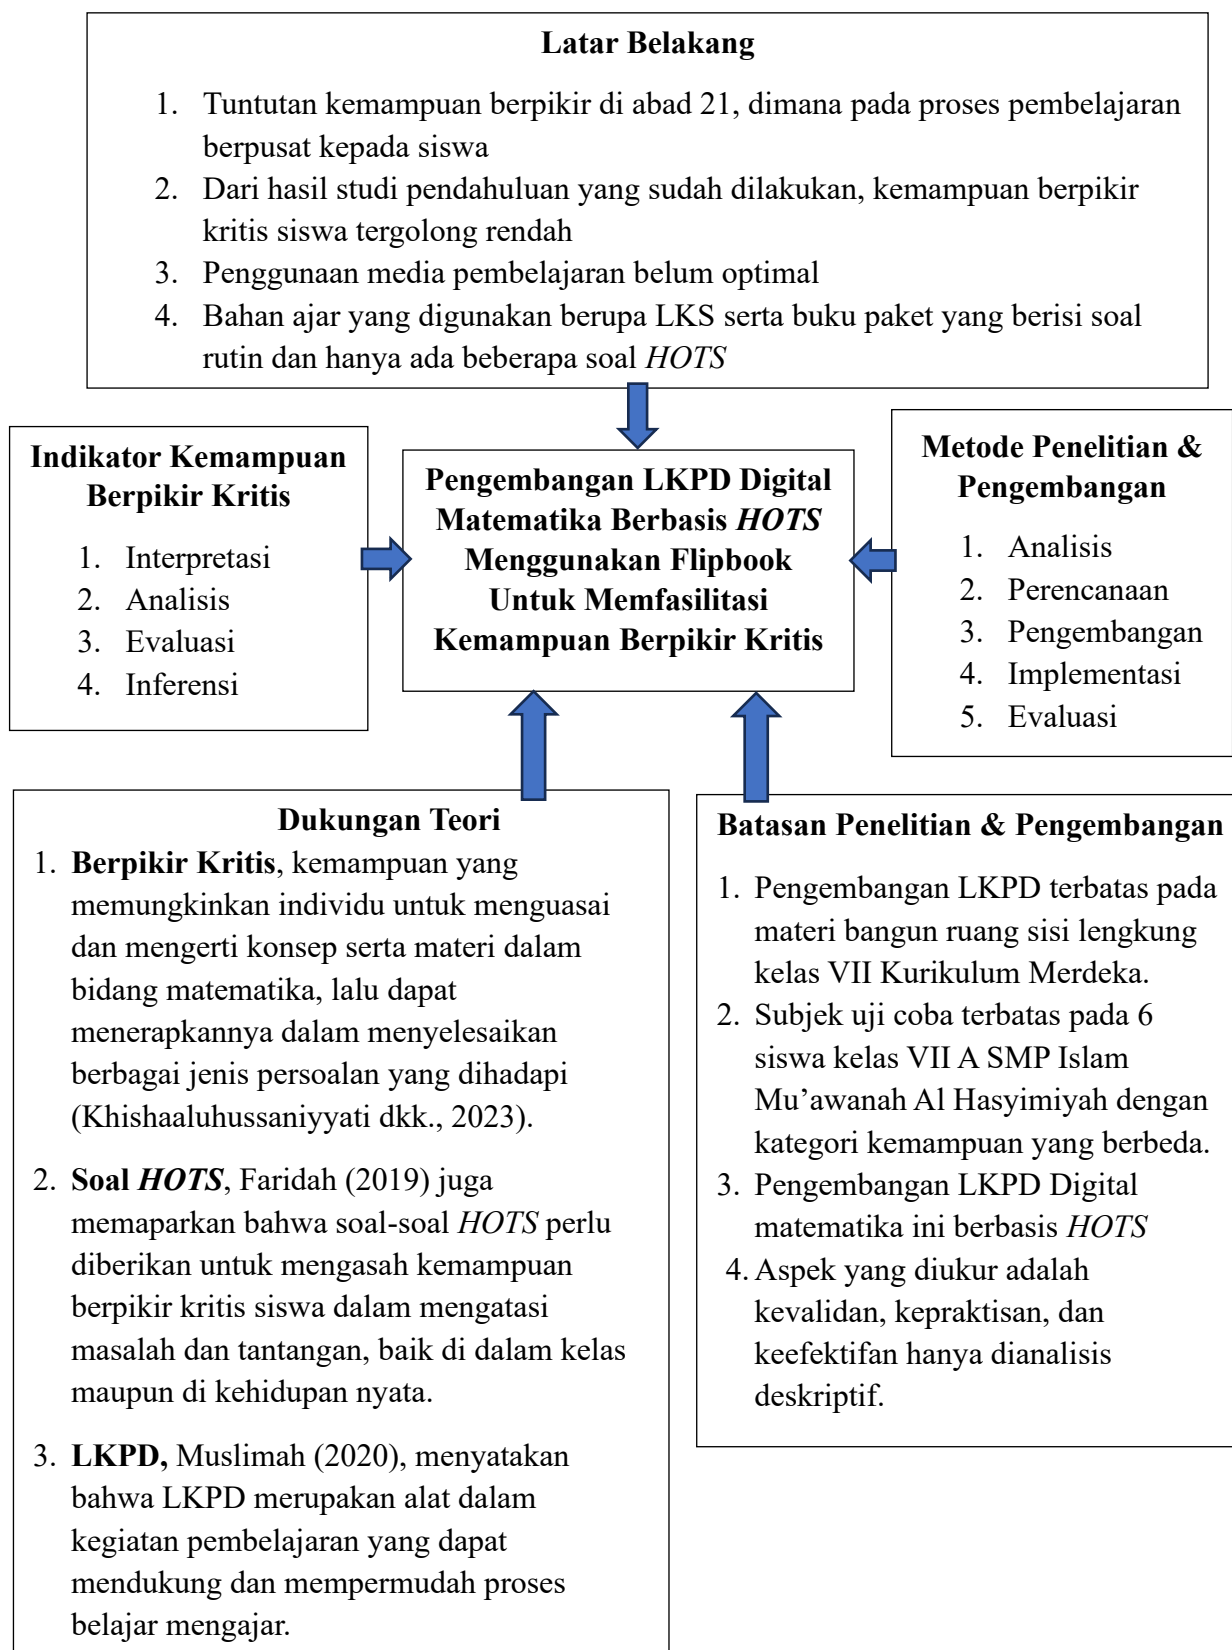 Latar Belakang
1. Tuntutan kemampuan berpikir di abad 21, dimana pada proses pembelajaran
berpusat kepada siswa
2. Dari hasil studi pendahuluan yang sudah dilakukan, kemampuan berpikir
kritis siswa tergolong rendah
3. Penggunaan media pembelajaran belum optimal
4. Bahan ajar yang digunakan berupa LKS serta buku paket yang berisi soal
rutin dan hanya ada beberapa soal HOTS
Indikator Kemampuan
Berpikir Kritis
1. Interpretasi
2. Analisis
3. Evaluasi
4. Inferensi
Pengembangan LKPD Digital
Matematika Berbasis HOTS
Menggunakan Flipbook
Untuk Memfasilitasi
Kemampuan Berpikir Kritis
Metode Penelitian &
Pengembangan
1. Analisis
2. Perencanaan
3. Pengembangan
4. Implementasi
5. Evaluasi
Dukungan Teori
1. Berpikir Kritis, kemampuan yang
memungkinkan individu untuk menguasai
dan mengerti konsep serta materi dalam
bidang matematika, lalu dapat
menerapkannya dalam menyelesaikan
berbagai jenis persoalan yang dihadapi
(Khishaaluhussaniyyati dkk., 2023).
2. Soal HOTS, Faridah (2019) juga
memaparkan bahwa soal-soal HOTS perlu
diberikan untuk mengasah kemampuan
berpikir kritis siswa dalam mengatasi
masalah dan tantangan, baik di dalam kelas
maupun di kehidupan nyata.
3. LKPD, Muslimah (2020), menyatakan
bahwa LKPD merupakan alat dalam
kegiatan pembelajaran yang dapat
mendukung dan mempermudah proses
belajar mengajar.
Batasan Penelitian & Pengembangan
1. Pengembangan LKPD terbatas pada
materi bangun ruang sisi lengkung
kelas VII Kurikulum Merdeka.
2. Subjek uji coba terbatas pada 6
siswa kelas VII A SMP Islam
Mu’awanah Al Hasyimiyah dengan
kategori kemampuan yang berbeda.
3. Pengembangan LKPD Digital
matematika ini berbasis HOTS
4. Aspek yang diukur adalah
kevalidan, kepraktisan, dan
keefektifan hanya dianalisis
deskriptif.